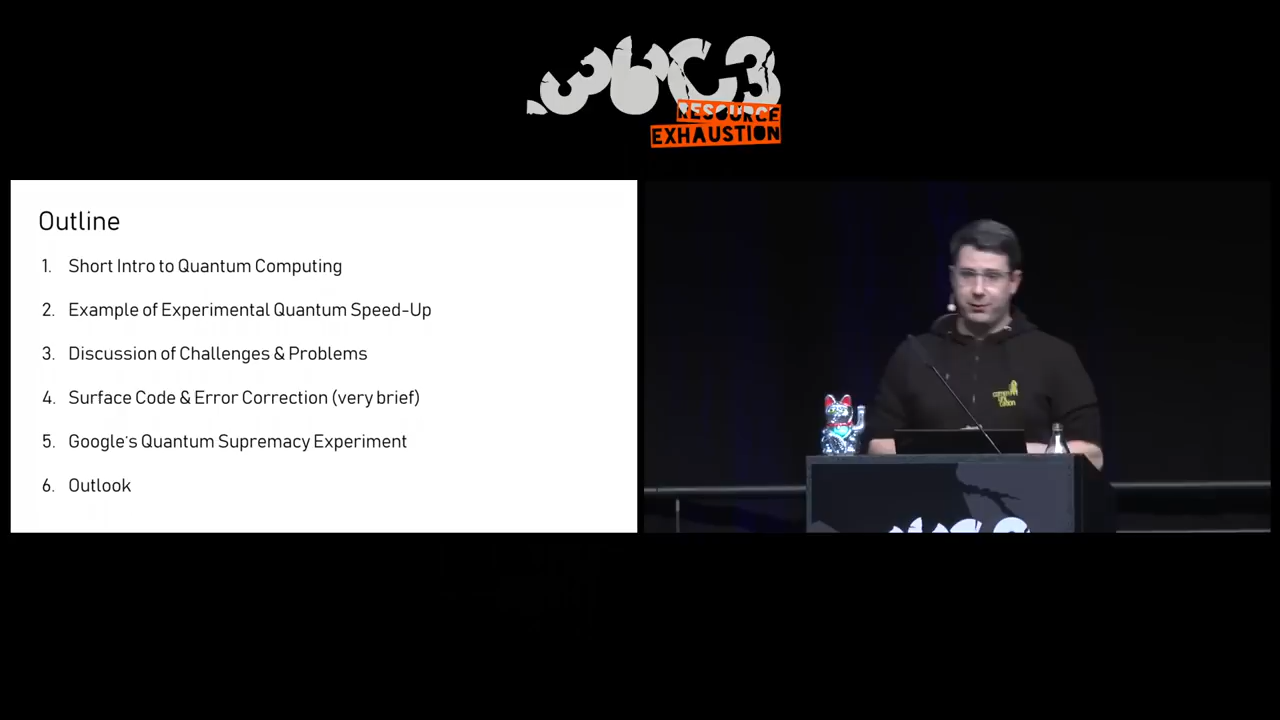 36C3
RESOURCE
EXHAUSTION
Outline
1. Short Intro to Quantum Computing
2. Example of Experimental Quantum Speed-Up
3. Discussion of Challenges & Problems
4. Surface Code & Error Correction (very brief)
5. Google's Quantum Supremacy Experiment
6. Outlook